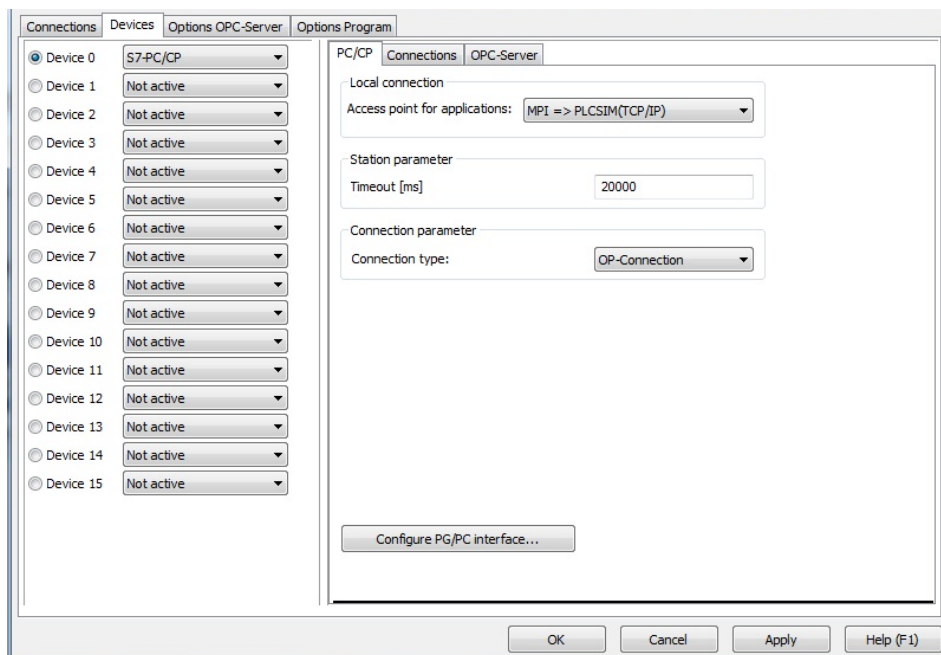 Connections Devices Options OPC-Server Options Program
Device 0 S7-PC/CP
Device 1 Not active
Device 2 Not active
Device 3 Not active
Device 4 Not active
Device 5 Not active
Device 6 Not active
Device 7 Not active
Device 8 Not active
Device 9 Not active
Device 10 Not active
Device 11 Not active
Device 12 Not active
Device 13 Not active
Device 14 Not active
Device 15 Not active
PC/CP Connections OPC-Server
Local connection
Access point for applications: MPI => PLCSIM(TCP/IP)
Station parameter
Timeout [ms] 20000
Connection parameter
Connection type: OP-Connection
Configure PG/PC interface...
OK Cancel Apply Help (F1)